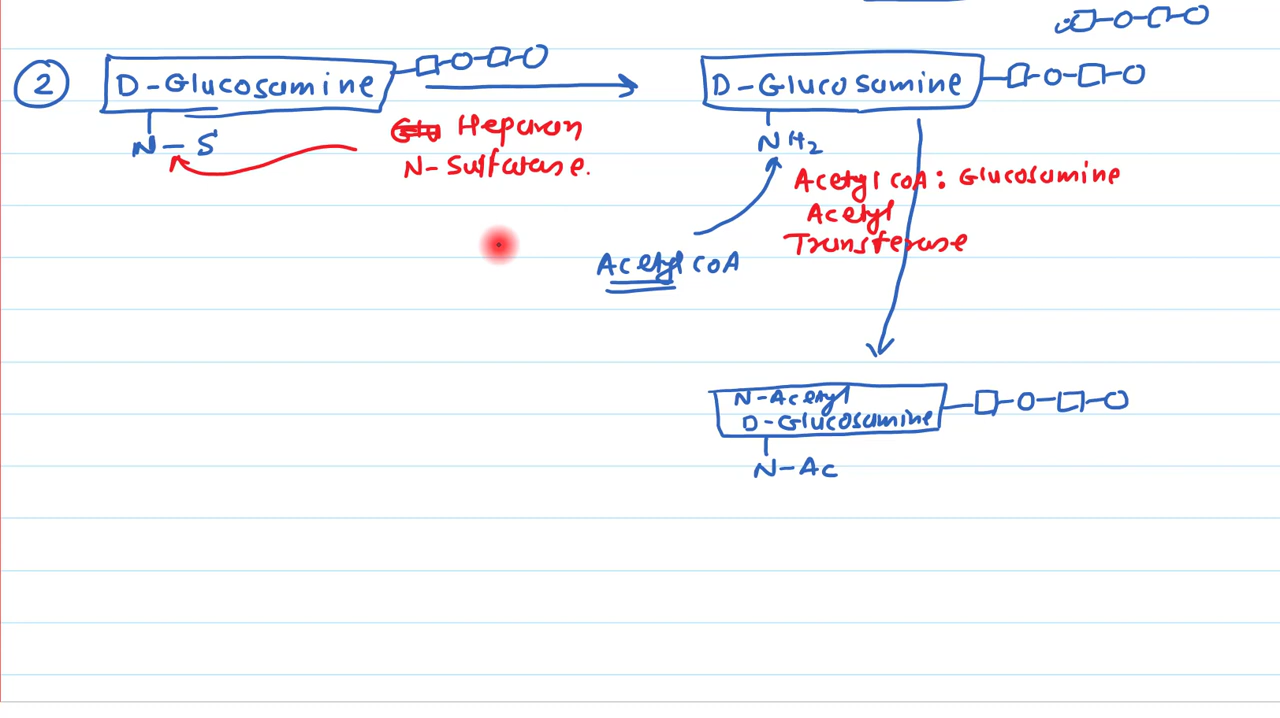 2
D-Glucosamine
N-S
Heparan
N-Sulfatase.
D-Glucosamine
NH2
Acetyl CoA
Acetyl CoA: Glucosamine
Acetyl
Transferase
N-Acetyl
D-Glucosamine
N-Ac